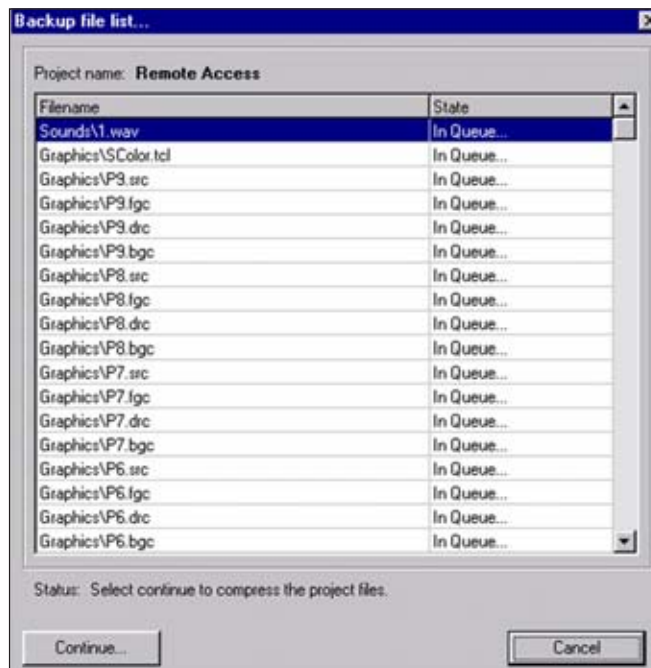 Backup file list...
Project name: Remote Access
Filename State
Sounds\1.wav In Queue...
Graphics\SColor.tcl In Queue...
Graphics\P9.src In Queue...
Graphics\P9.fgc In Queue...
Graphics\P9.drc In Queue...
Graphics\P9.bgc In Queue...
Graphics\P8.src In Queue...
Graphics\P8.fgc In Queue...
Graphics\P8.drc In Queue...
Graphics\P8.bgc In Queue...
Graphics\P7.src In Queue...
Graphics\P7.fgc In Queue...
Graphics\P7.drc In Queue...
Graphics\P7.bgc In Queue...
Graphics\P6.src In Queue...
Graphics\P6.fgc In Queue...
Graphics\P6.drc In Queue...
Graphics\P6.bgc In Queue...
Status: Select continue to compress the project files.
Continue... Cancel